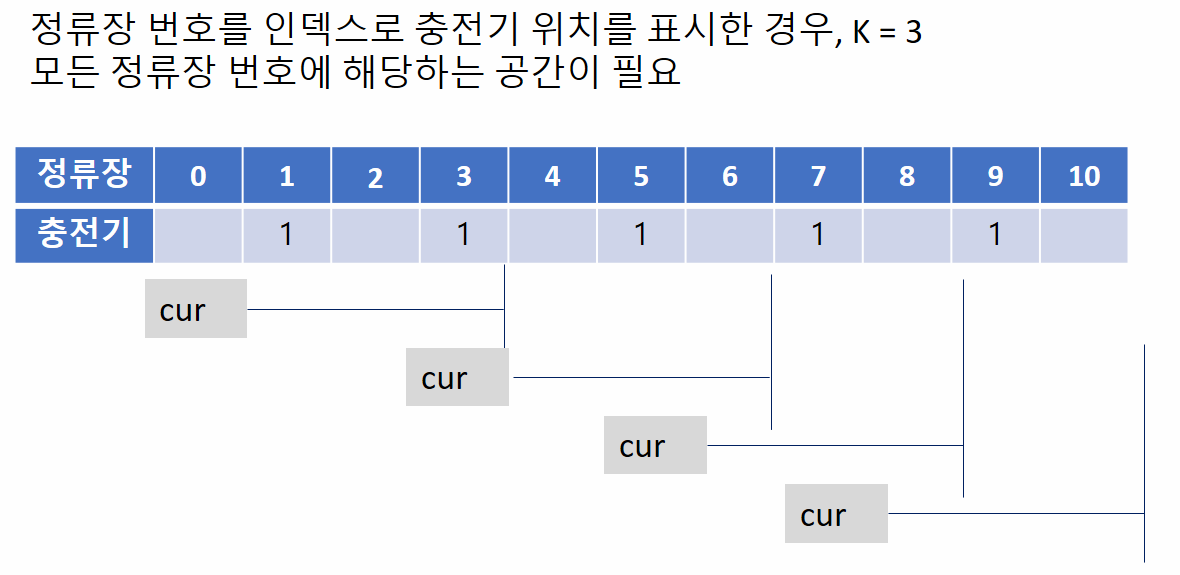 정류장 번호를 인덱스로 충전기 위치를 표시한 경우, K = 3
모든 정류장 번호에 해당하는 공간이 필요
정류장 0 1 2 3 4 5 6 7 8 9 10
충전기 1 1 1 1 1
cur
cur
cur
cur